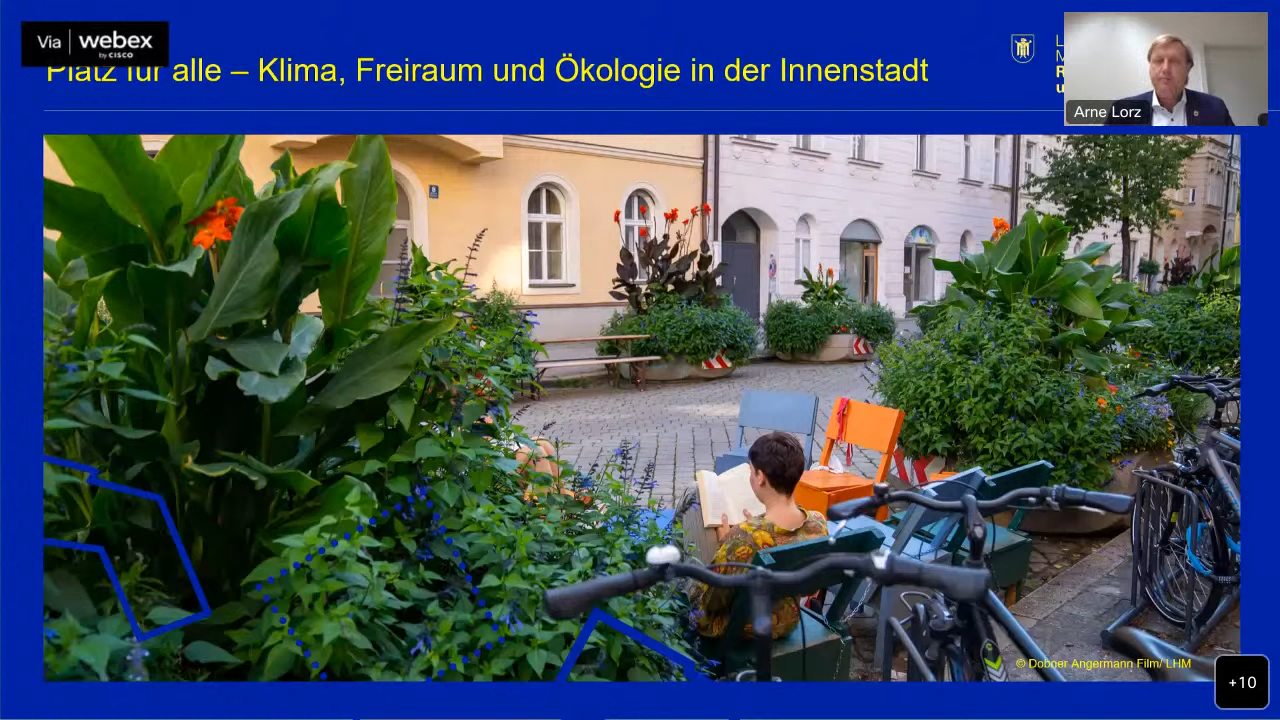 Via webex
by CISCO
Platz für alle – Klima, Freiraum und Ökologie in der Innenstadt
Arne Lorz
© Dobner Angermann Film/ LHM
+10